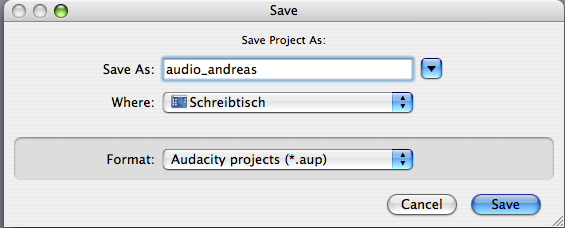 Save
Save Project As:
Save As: audio_andreas
Where: Schreibtisch
Format: Audacity projects (*.aup)
Cancel Save